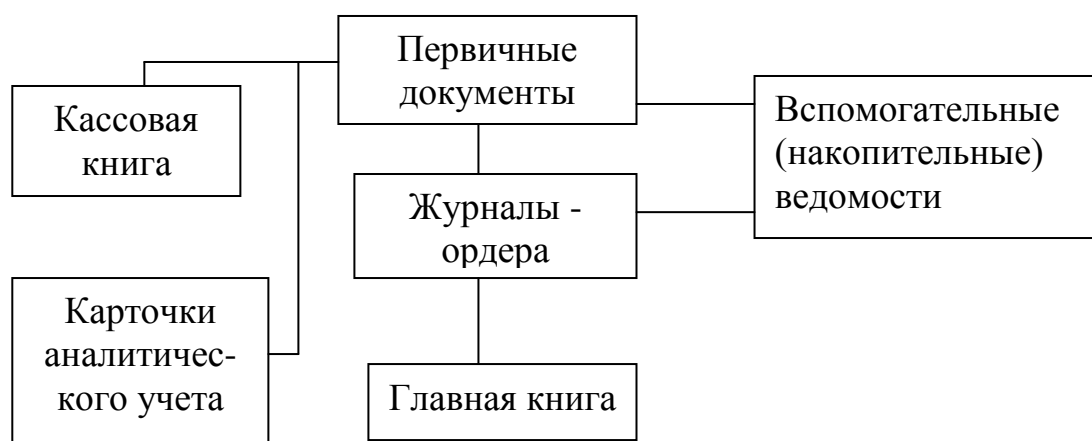 Первичные
документы
Кассовая
книга
Вспомогательные
(накопительные)
ведомости
Журналы -
ордера
Карточки
аналитичес-
кого учета
Главная книга